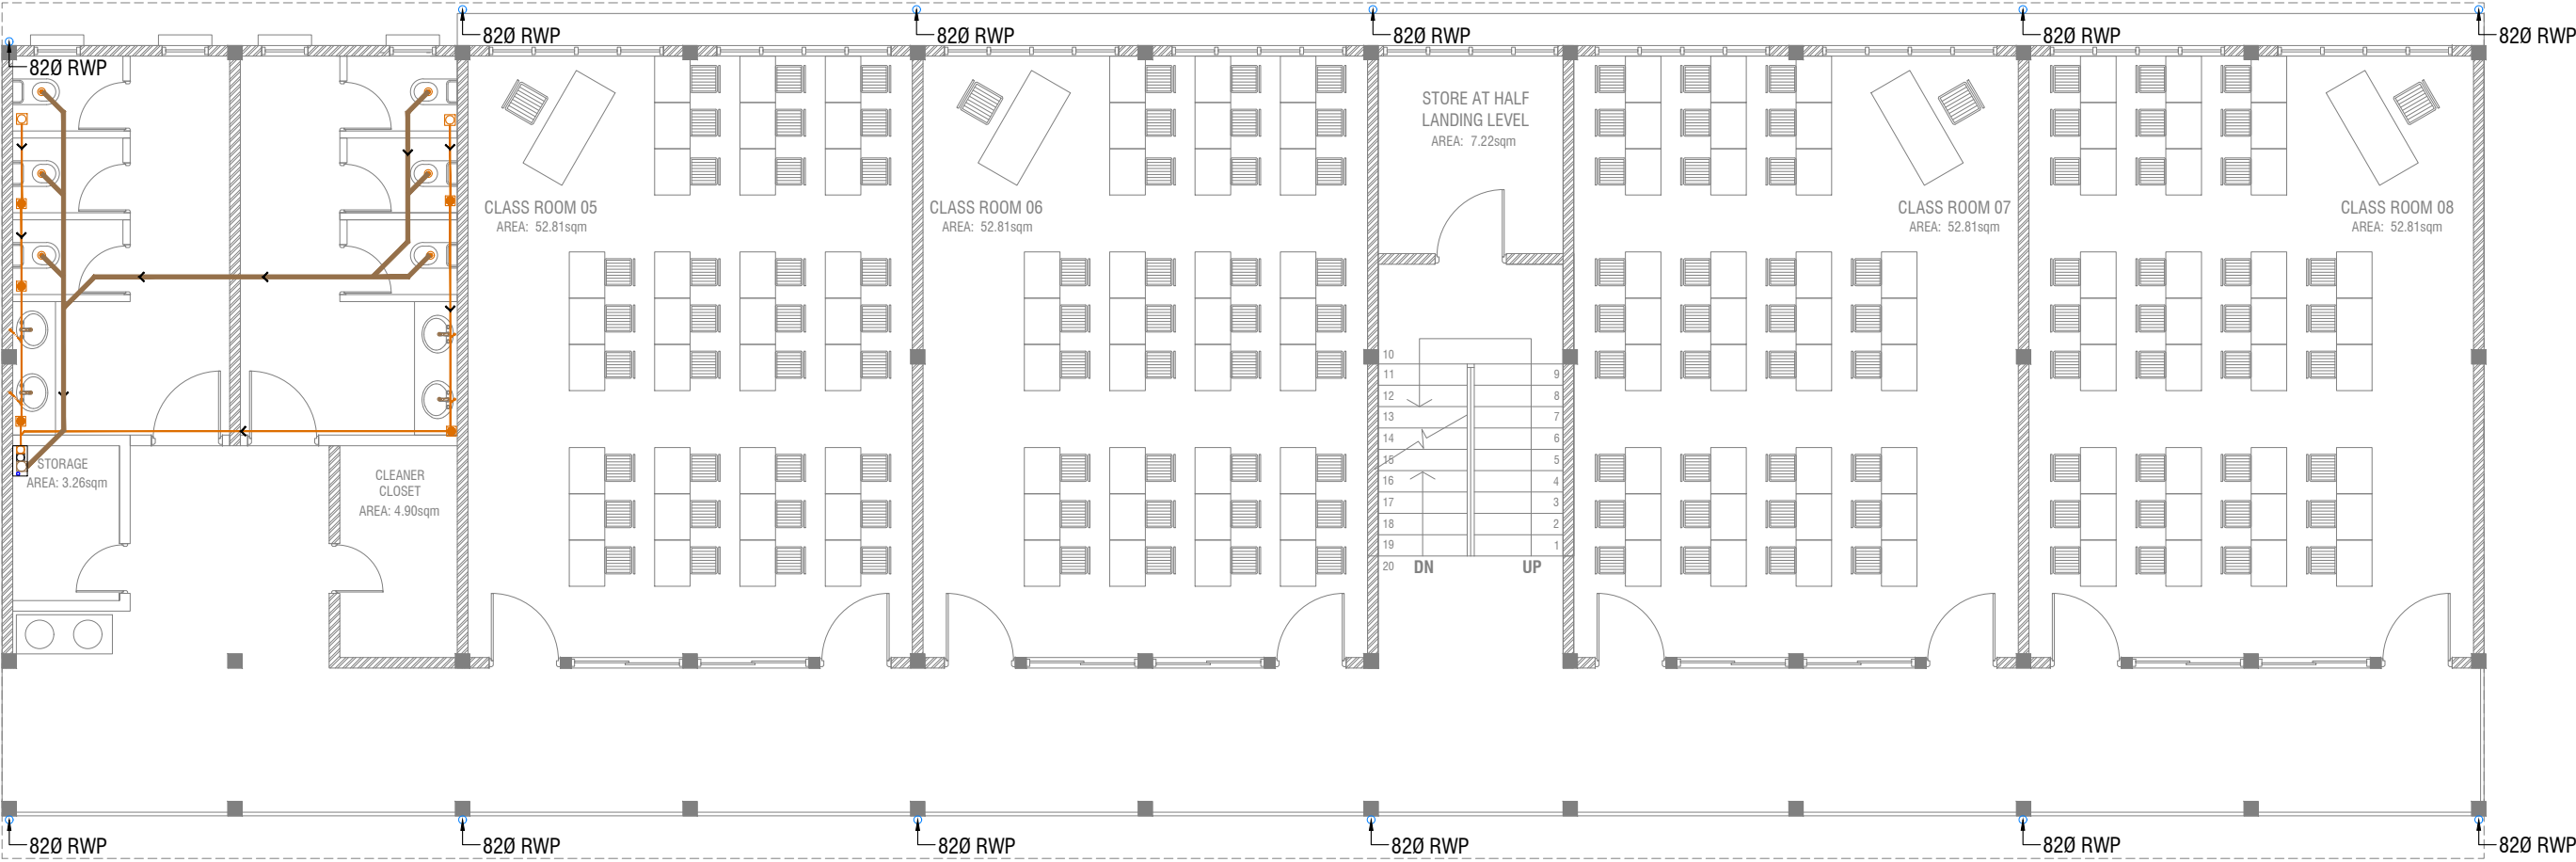 82Ø RWP
82Ø RWP
82Ø RWP
82Ø RWP
82Ø RWP
82Ø RWP
STORE AT HALF
LANDING LEVEL
AREA: 7.22sqm
CLASS ROOM 05
AREA: 52.81sqm
CLASS ROOM 06
AREA: 52.81sqm
CLASS ROOM 07
AREA: 52.81sqm
CLASS ROOM 08
AREA: 52.81sqm
STORAGE
AREA: 3.26sqm
CLEANER
CLOSET
AREA: 4.90sqm
10
11 9
12 8
13 7
14 6
15 5
16 4
17 3
18 2
19 1
20 DN UP
82Ø RWP
82Ø RWP
82Ø RWP
82Ø RWP
82Ø RWP
82Ø RWP